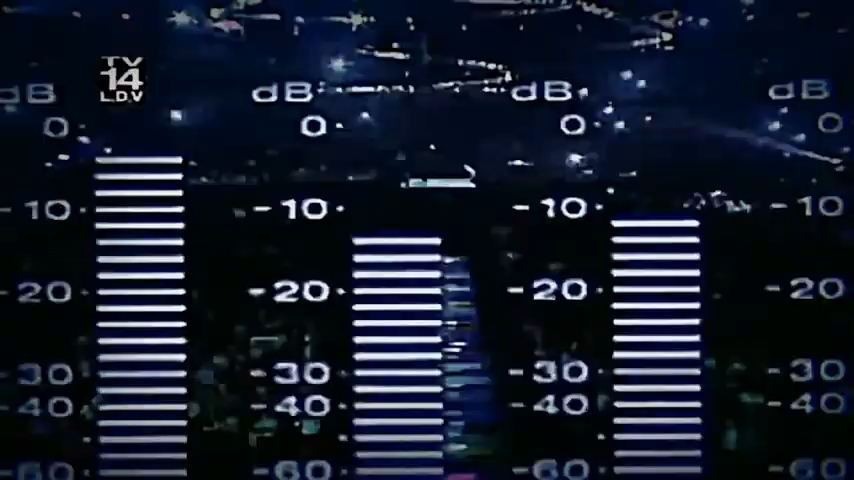 TV
14
L.D.V
dB dB dB dB
0 0 0 0
-10 -10 -10 -10
-20 -20 -20 -20
-30 -30 -30 -30
-40 -40 -40 -40
-60 -60 -60 -60